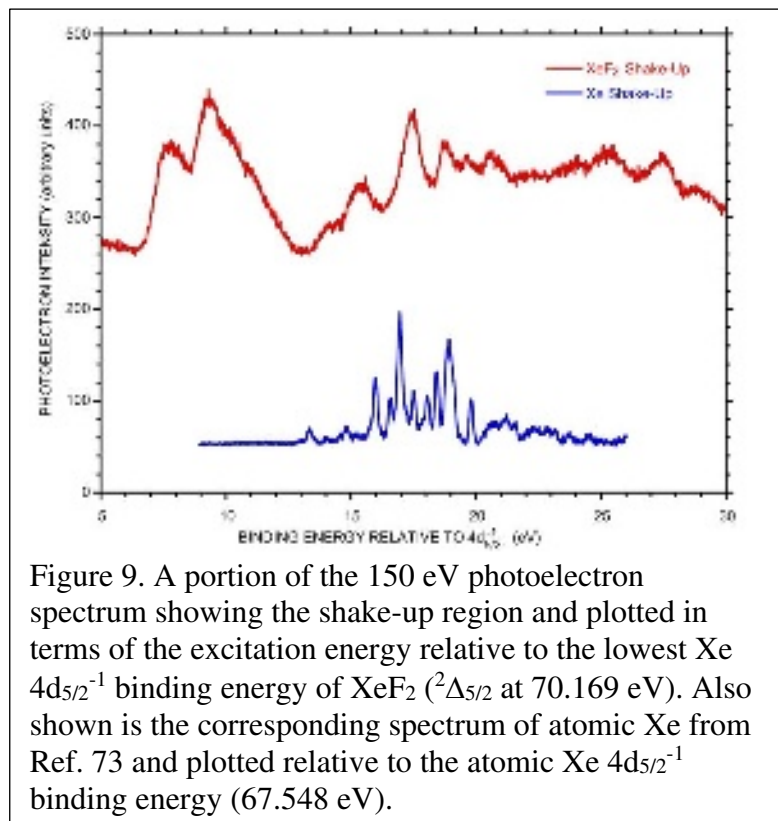 500
XeF₂ Shake-Up
Xe Shake-Up
400
300
200
100
0
PHOTOELECTRON INTENSITY (arbitrary units)
5 10 15 20 25 30
BINDING ENERGY RELATIVE TO 4d₅/₂⁻¹ (eV)
Figure 9. A portion of the 150 eV photoelectron
spectrum showing the shake-up region and plotted in
terms of the excitation energy relative to the lowest Xe
4d₅/₂⁻¹ binding energy of XeF₂ (²Δ₅/₂ at 70.169 eV). Also
shown is the corresponding spectrum of atomic Xe from
Ref. 73 and plotted relative to the atomic Xe 4d₅/₂⁻¹
binding energy (67.548 eV).